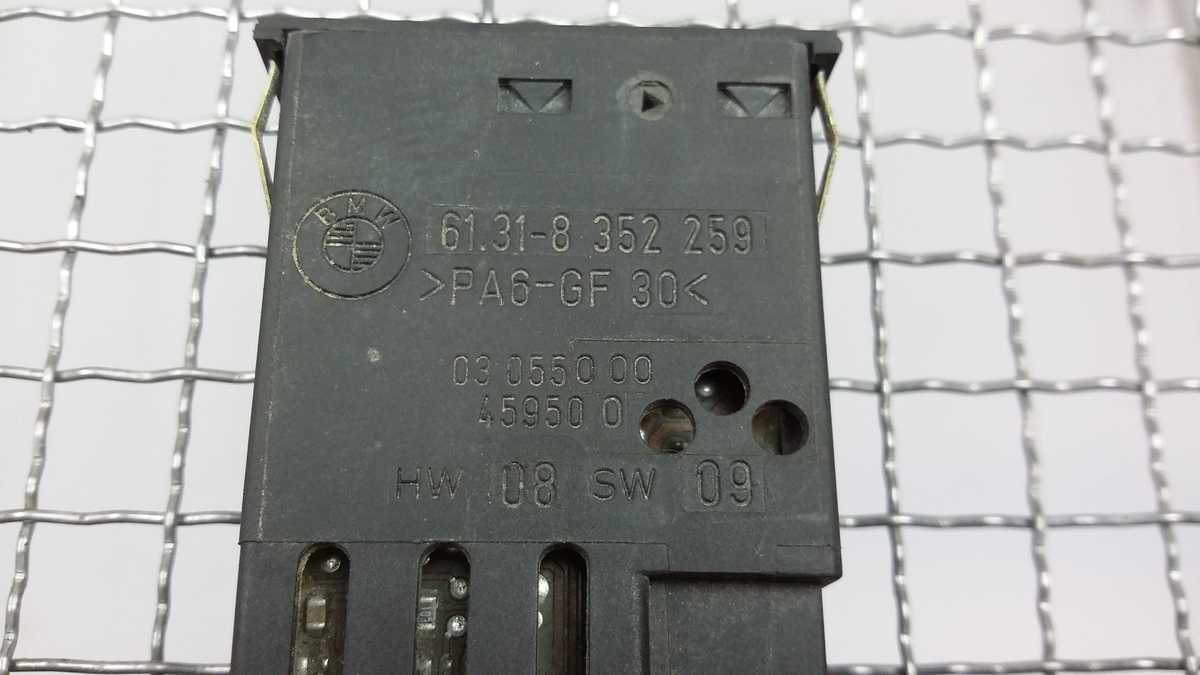 BMW
61.31-8 352 259
>PA6-GF 30<
03 0550 00
45950 0
HW 08 SW 09